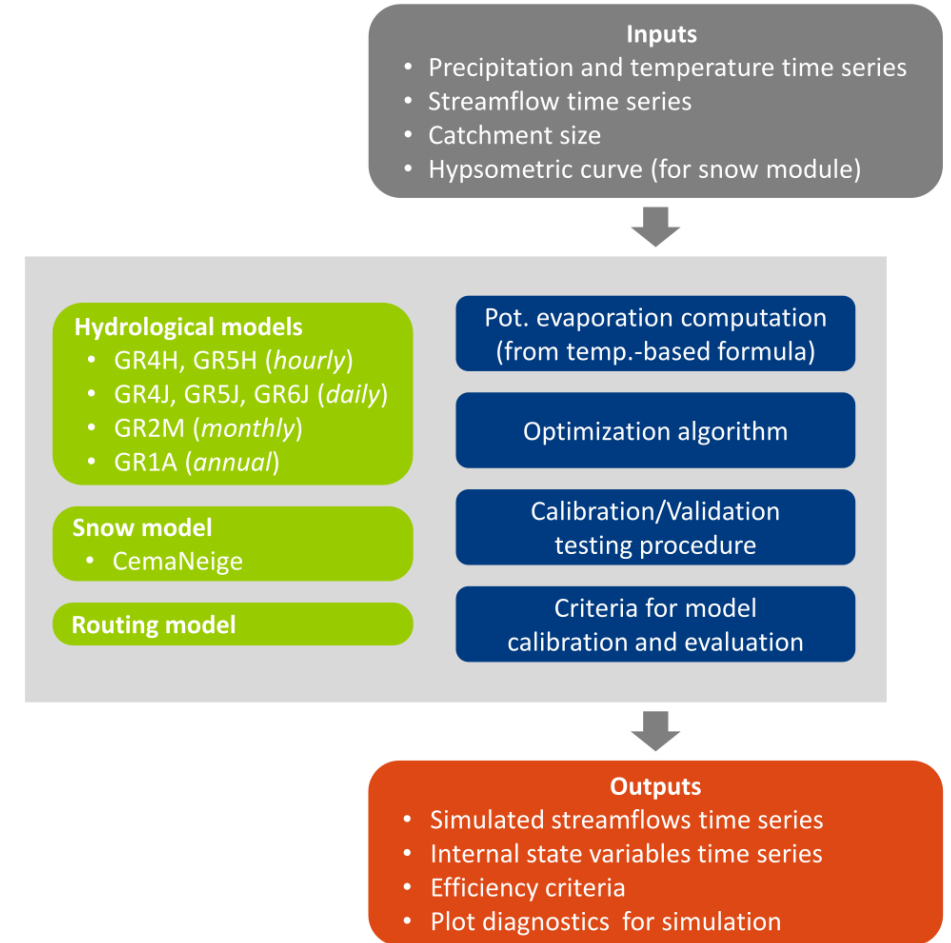 Inputs
• Precipitation and temperature time series
• Streamflow time series
• Catchment size
• Hypsometric curve (for snow module)
Hydrological models
• GR4H, GR5H (hourly)
• GR4J, GR5J, GR6J (daily)
• GR2M (monthly)
• GR1A (annual)
Snow model
• CemaNeige
Routing model
Pot. evaporation computation
(from temp.-based formula)
Optimization algorithm
Calibration/Validation
testing procedure
Criteria for model
calibration and evaluation
Outputs
• Simulated streamflows time series
• Internal state variables time series
• Efficiency criteria
• Plot diagnostics for simulation